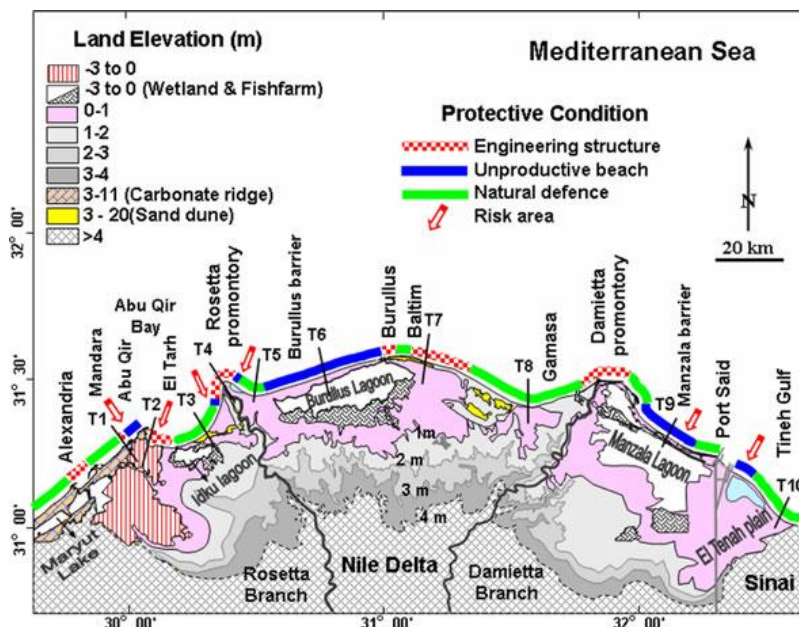 Land Elevation (m)
-3 to 0
-3 to 0 (Wetland & Fishfarm)
0-1
1-2
2-3
3-4
3-11 (Carbonate ridge)
3 - 20(Sand dune)
>4
Mediterranean Sea
Protective Condition
Engineering structure
Unproductive beach
Natural defence
Risk area
N
20 km
32° 00'
31° 30'
31° 00'
Alexandria
Mandara
Abu Qir
Abu Qir
Bay
El Tarh
Rosetta
promontory
Burullus barrier
Burullus
Baltim
Gamasa
Damietta
promontory
Manzala barrier
Port Said
Tineh Gulf
T1
T2
T3
T4
T5
T6
T7
T8
T9
T10
Burullus Lagoon
Manzala Lagoon
Idku lagoon
Maryut
Lake
El Tenah plain
1m
2 m
3 m
4 m
Rosetta
Branch
Nile Delta
Damietta
Branch
Sinai
30° 00'
31° 00'
32° 00'